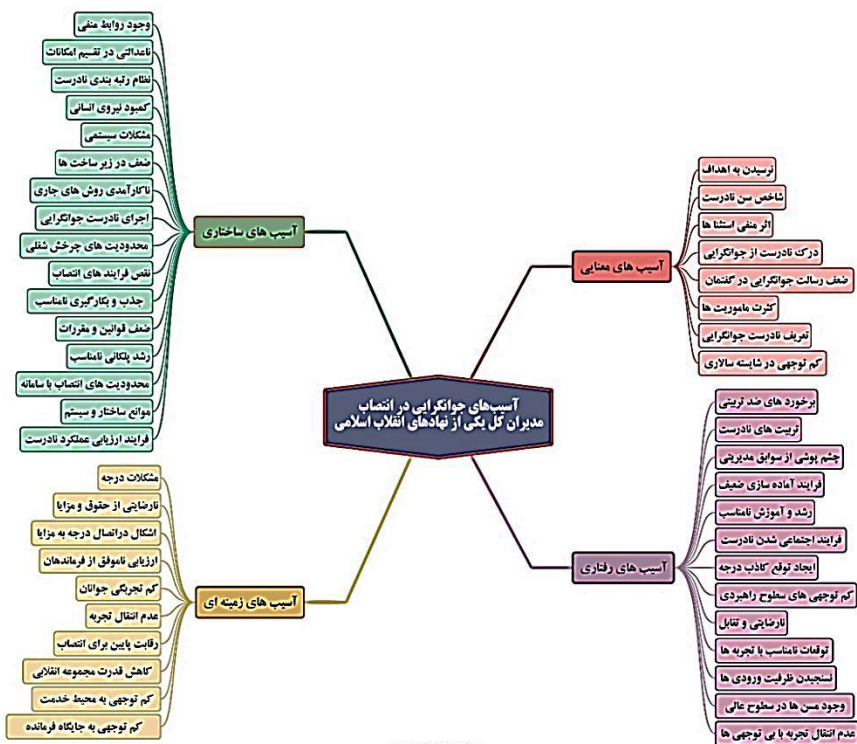 آسیب‌های جوانگرایی در انتصاب
مدیران کل یکی از نهادهای انقلاب اسلامی
آسیب های معنایی
نرسیدن به اهداف
شاخص سن نادرست
اثر منفی استثنا ها
درک نادرست از جوانگرایی
ضعف رسالت جوانگرایی در گفتمان
کثرت ماموریت ها
تعریف نادرست جوانگرایی
کم توجهی در شایسته سالاری
آسیب های رفتاری
برخورد های ضد تربیتی
تربیت های نادرست
چشم پوشی از سوابق مدیریتی
فرایند آماده سازی ضعیف
رشد و آموزش نامناسب
فرایند اجتماعی شدن نادرست
ایجاد توقع کاذب درجه
کم توجهی های سطوح راهبردی
نارضایتی و تقابل
توقعات نامناسب با تجربه ها
نسنجیدن ظرفیت ورودی ها
وجود مسن ها در سطوح عالی
عدم انتقال تجربه با بی توجهی ها
آسیب های ساختاری
وجود روابط منفی
ناعدالتی در تقسیم امکانات
نظام رتبه بندی نادرست
کمبود نیروی انسانی
مشکلات سیستمی
ضعف در زیر ساخت ها
ناکارآمدی روش های جاری
اجرای نادرست جوانگرایی
محدودیت های چرخش شغلی
نقص فرایند های انتصاب
جذب و بکارگیری نامناسب
ضعف قوانین و مقررات
رشد پلکانی نامناسب
محدودیت های انتصاب با سامانه
موانع ساختار و سیستم
فرایند ارزیابی عملکرد نادرست
آسیب های زمینه ای
مشکلات درجه
نارضایتی از حقوق و مزایا
اشکال دراتصال درجه به مزایا
ارزیابی ناموفق از فرماندهان
کم تجربگی جوانان
عدم انتقال تجربه
رقابت پایین برای انتصاب
کاهش قدرت مجموعه انقلابی
کم توجهی به محیط خدمت
کم توجهی به جایگاه فرمانده